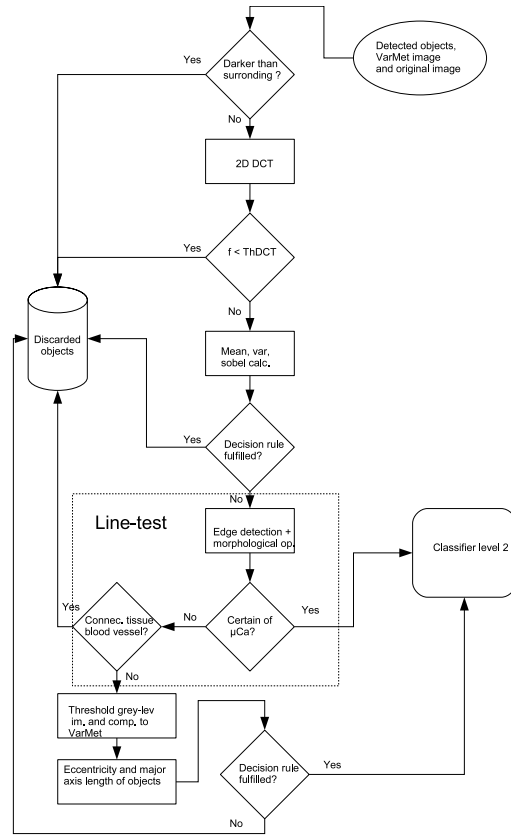 Detected objects,
VarMet image
and original image
Yes
Darker than
surronding ?
No
2D DCT
Yes
f < ThDCT
No
Discarded
objects
Mean, var,
sobel calc.
Yes
Decision rule
fulfilled?
No
Line-test
Edge detection +
morphological op.
Classifier level 2
Yes
Connec. tissue
blood vessel?
No
Certain of
µCa?
Yes
No
Threshold grey-lev
im. and comp. to
VarMet
Eccentricity and major
axis length of objects
Decision rule
fulfilled?
Yes
No